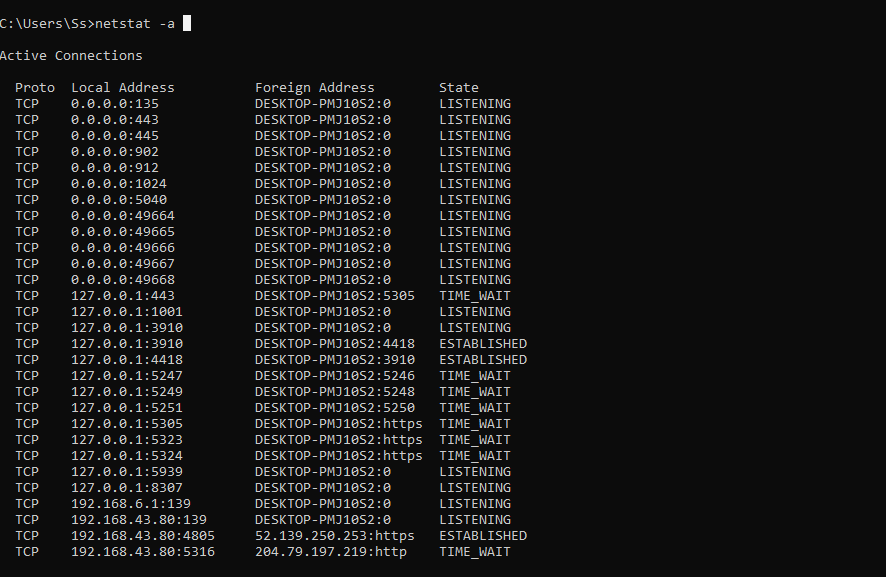 C:\Users\Ss>netstat -a
Active Connections
Proto Local Address Foreign Address State
TCP 0.0.0.0:135 DESKTOP-PMJ10S2:0 LISTENING
TCP 0.0.0.0:443 DESKTOP-PMJ10S2:0 LISTENING
TCP 0.0.0.0:445 DESKTOP-PMJ10S2:0 LISTENING
TCP 0.0.0.0:902 DESKTOP-PMJ10S2:0 LISTENING
TCP 0.0.0.0:912 DESKTOP-PMJ10S2:0 LISTENING
TCP 0.0.0.0:1024 DESKTOP-PMJ10S2:0 LISTENING
TCP 0.0.0.0:5040 DESKTOP-PMJ10S2:0 LISTENING
TCP 0.0.0.0:49664 DESKTOP-PMJ10S2:0 LISTENING
TCP 0.0.0.0:49665 DESKTOP-PMJ10S2:0 LISTENING
TCP 0.0.0.0:49666 DESKTOP-PMJ10S2:0 LISTENING
TCP 0.0.0.0:49667 DESKTOP-PMJ10S2:0 LISTENING
TCP 0.0.0.0:49668 DESKTOP-PMJ10S2:0 LISTENING
TCP 127.0.0.1:443 DESKTOP-PMJ10S2:5305 TIME_WAIT
TCP 127.0.0.1:1001 DESKTOP-PMJ10S2:0 LISTENING
TCP 127.0.0.1:3910 DESKTOP-PMJ10S2:0 LISTENING
TCP 127.0.0.1:3910 DESKTOP-PMJ10S2:4418 ESTABLISHED
TCP 127.0.0.1:4418 DESKTOP-PMJ10S2:3910 ESTABLISHED
TCP 127.0.0.1:5247 DESKTOP-PMJ10S2:5246 TIME_WAIT
TCP 127.0.0.1:5249 DESKTOP-PMJ10S2:5248 TIME_WAIT
TCP 127.0.0.1:5251 DESKTOP-PMJ10S2:5250 TIME_WAIT
TCP 127.0.0.1:5305 DESKTOP-PMJ10S2:https TIME_WAIT
TCP 127.0.0.1:5323 DESKTOP-PMJ10S2:https TIME_WAIT
TCP 127.0.0.1:5324 DESKTOP-PMJ10S2:https TIME_WAIT
TCP 127.0.0.1:5939 DESKTOP-PMJ10S2:0 LISTENING
TCP 127.0.0.1:8307 DESKTOP-PMJ10S2:0 LISTENING
TCP 192.168.6.1:139 DESKTOP-PMJ10S2:0 LISTENING
TCP 192.168.43.80:139 DESKTOP-PMJ10S2:0 LISTENING
TCP 192.168.43.80:4805 52.139.250.253:https ESTABLISHED
TCP 192.168.43.80:5316 204.79.197.219:http TIME_WAIT